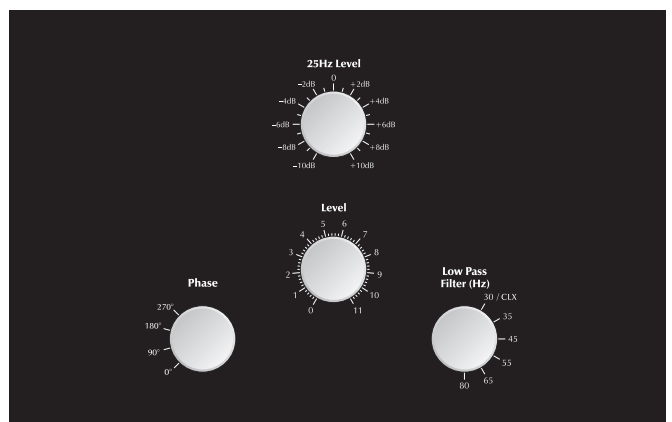 25Hz Level
0
–2dB
+2dB
–4dB
+4dB
–6dB
+6dB
–8dB
+8dB
–10dB
+10dB
Level
5
6
4
7
3
8
2
9
1
10
0
11
Phase
270°
180°
90°
0°
Low Pass
Filter (Hz)
30 / CLX
35
45
55
65
80